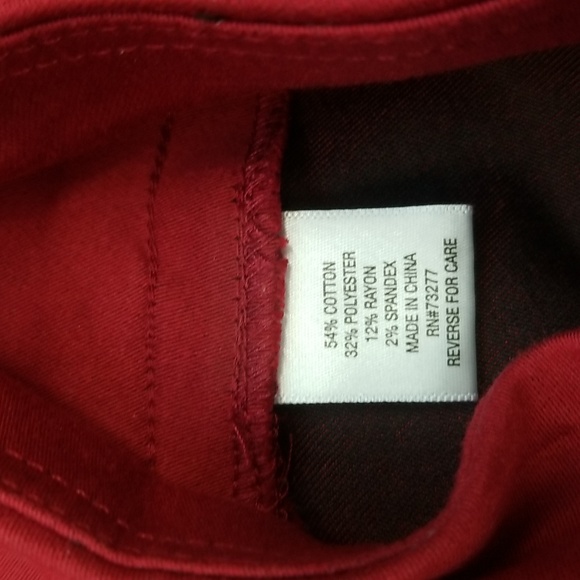 54% COTTON
32% POLYESTER
12% RAYON
2% SPANDEX
MADE IN CHINA
RN#73277
REVERSE FOR CARE